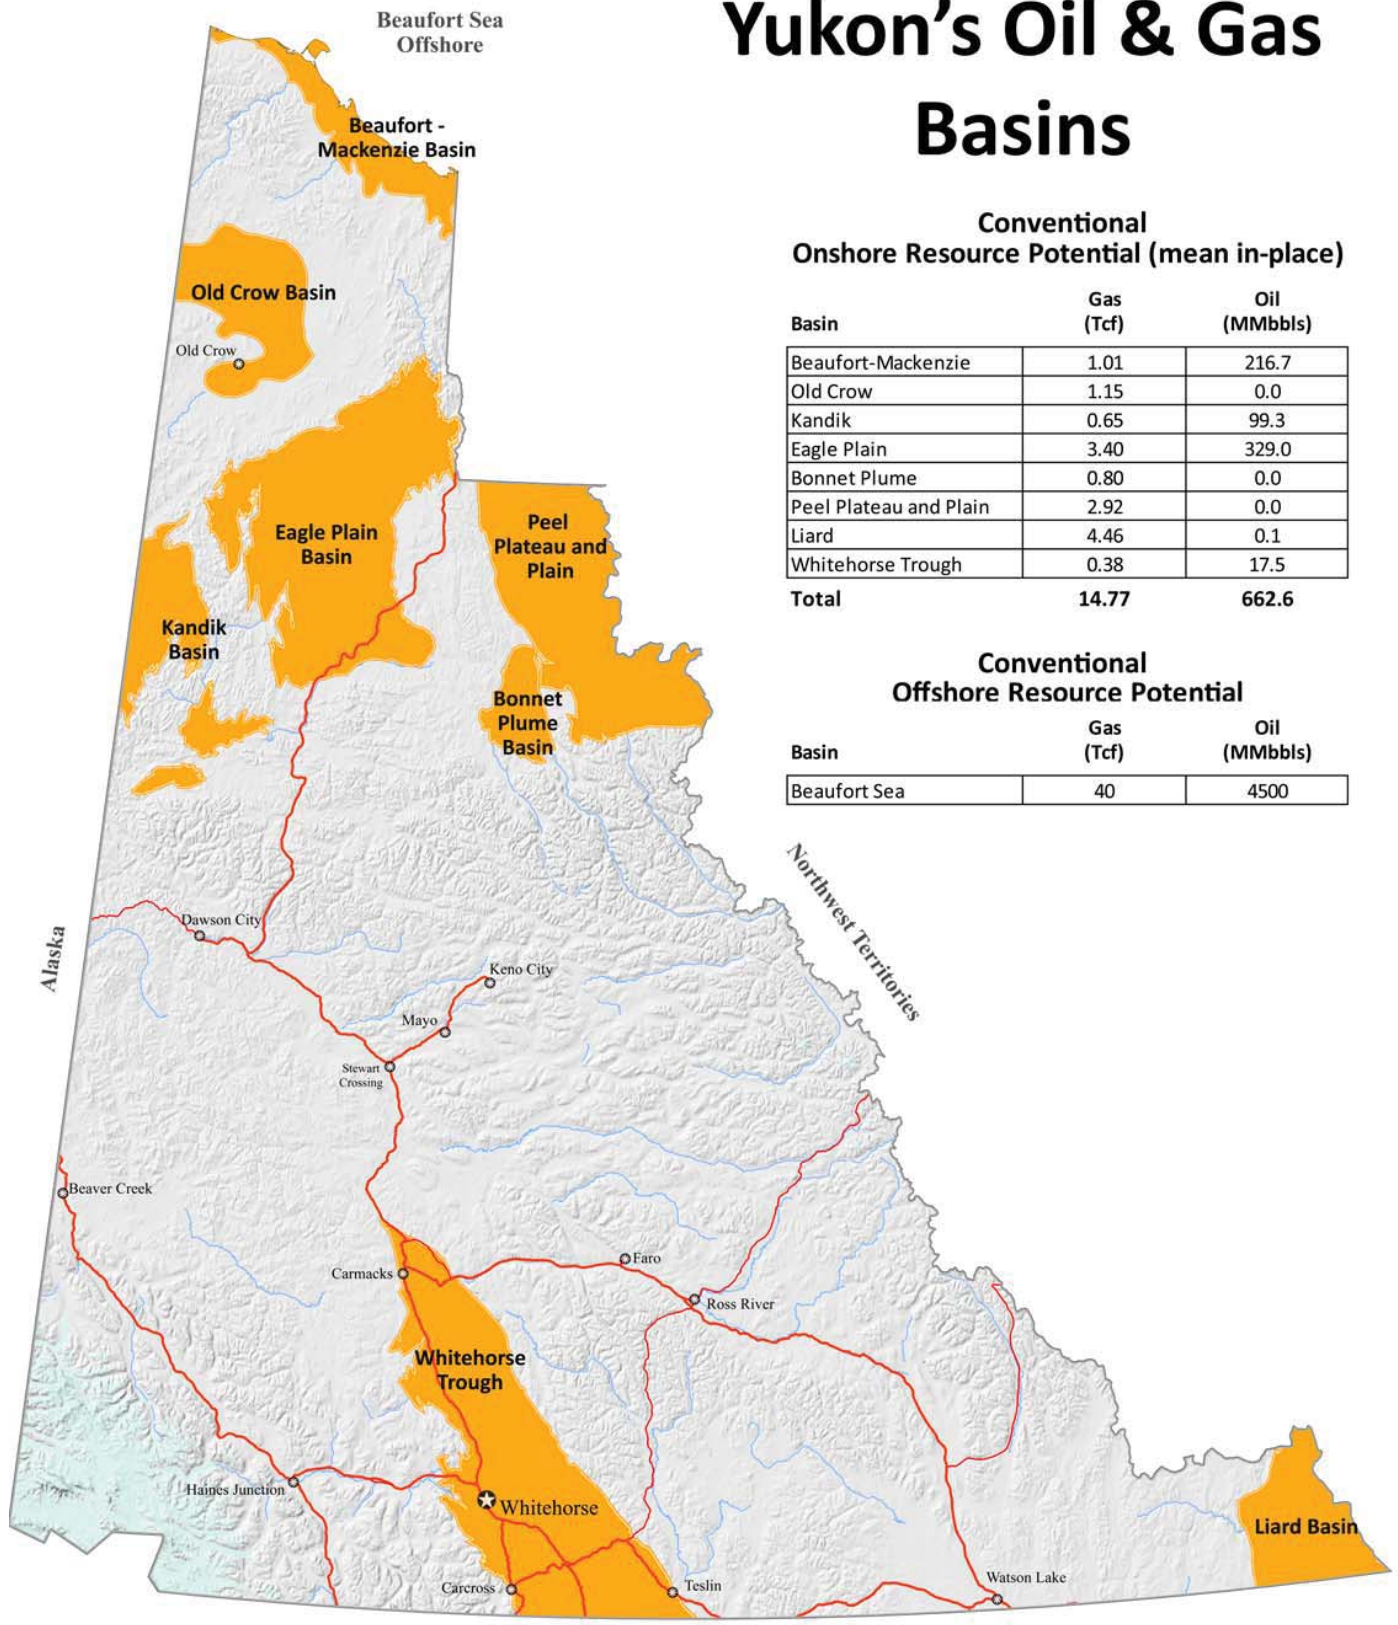 Yukon's Oil & Gas
Basins
Beaufort Sea
Offshore
Beaufort -
Mackenzie Basin
Old Crow Basin
Old Crow
Eagle Plain
Basin
Peel
Plateau and
Plain
Kandik
Basin
Bonnet
Plume
Basin
Conventional
Onshore Resource Potential (mean in-place)
Basin Gas (Tcf) Oil (MMbbls)
Beaufort-Mackenzie 1.01 216.7
Old Crow 1.15 0.0
Kandik 0.65 99.3
Eagle Plain 3.40 329.0
Bonnet Plume 0.80 0.0
Peel Plateau and Plain 2.92 0.0
Liard 4.46 0.1
Whitehorse Trough 0.38 17.5
Total 14.77 662.6
Conventional
Offshore Resource Potential
Basin Gas (Tcf) Oil (MMbbls)
Beaufort Sea 40 4500
Northwest Territories
Alaska
Dawson City
Keno City
Mayo
Stewart
Crossing
Beaver Creek
Carmacks
Faro
Ross River
Whitehorse
Trough
Haines Junction
Whitehorse
Liard Basin
Carcross
Teslin
Watson Lake